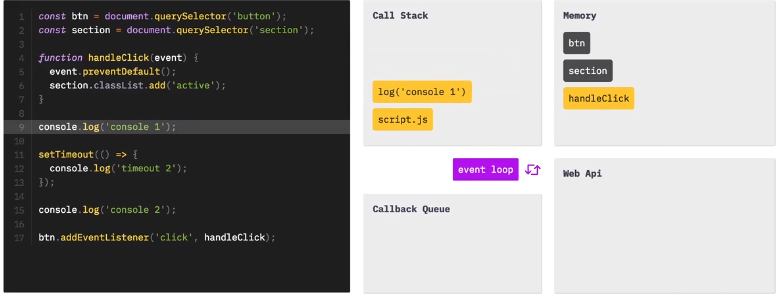 1 const btn = document.querySelector('button');
2 const section = document.querySelector('section');
3
4 function handleClick(event) {
5 event.preventDefault();
6 section.classList.add('active');
7 }
8
9 console.log('console 1');
10
11 setTimeout(() => {
12 console.log('timeout 2');
13 });
14
15 console.log('console 2');
16
17 btn.addEventListener('click', handleClick);
Call Stack
log('console 1')
script.js
Memory
btn
section
handleClick
event loop
Callback Queue
Web Api